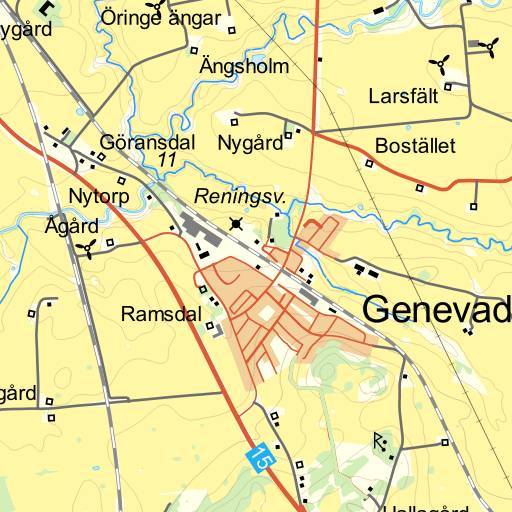 Öringe ängar
ygård
Ängsholm
Larsfält
Göransdal
11
Nygård
Bostället
Nytorp
Reningsv.
Ågård
Ramsdal
Genevad
gård
15
R
Hallagård